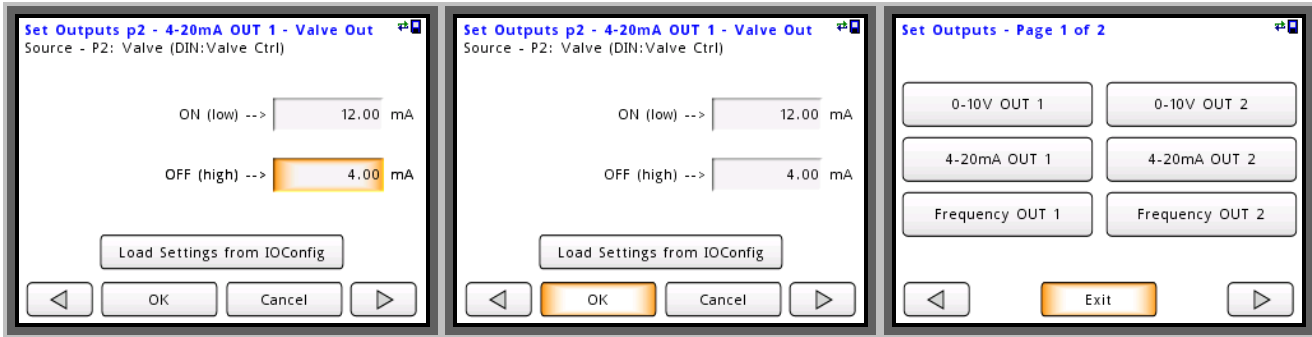 Set Outputs p2 - 4-20mA OUT 1 - Valve Out
Source - P2: Valve (DIN:Valve Ctrl)
ON (low) --> 12.00 mA
OFF (high) --> 4.00 mA
Load Settings from IOConfig
OK Cancel
Set Outputs p2 - 4-20mA OUT 1 - Valve Out
Source - P2: Valve (DIN:Valve Ctrl)
ON (low) --> 12.00 mA
OFF (high) --> 4.00 mA
Load Settings from IOConfig
OK Cancel
Set Outputs - Page 1 of 2
0-10V OUT 1 0-10V OUT 2
4-20mA OUT 1 4-20mA OUT 2
Frequency OUT 1 Frequency OUT 2
Exit